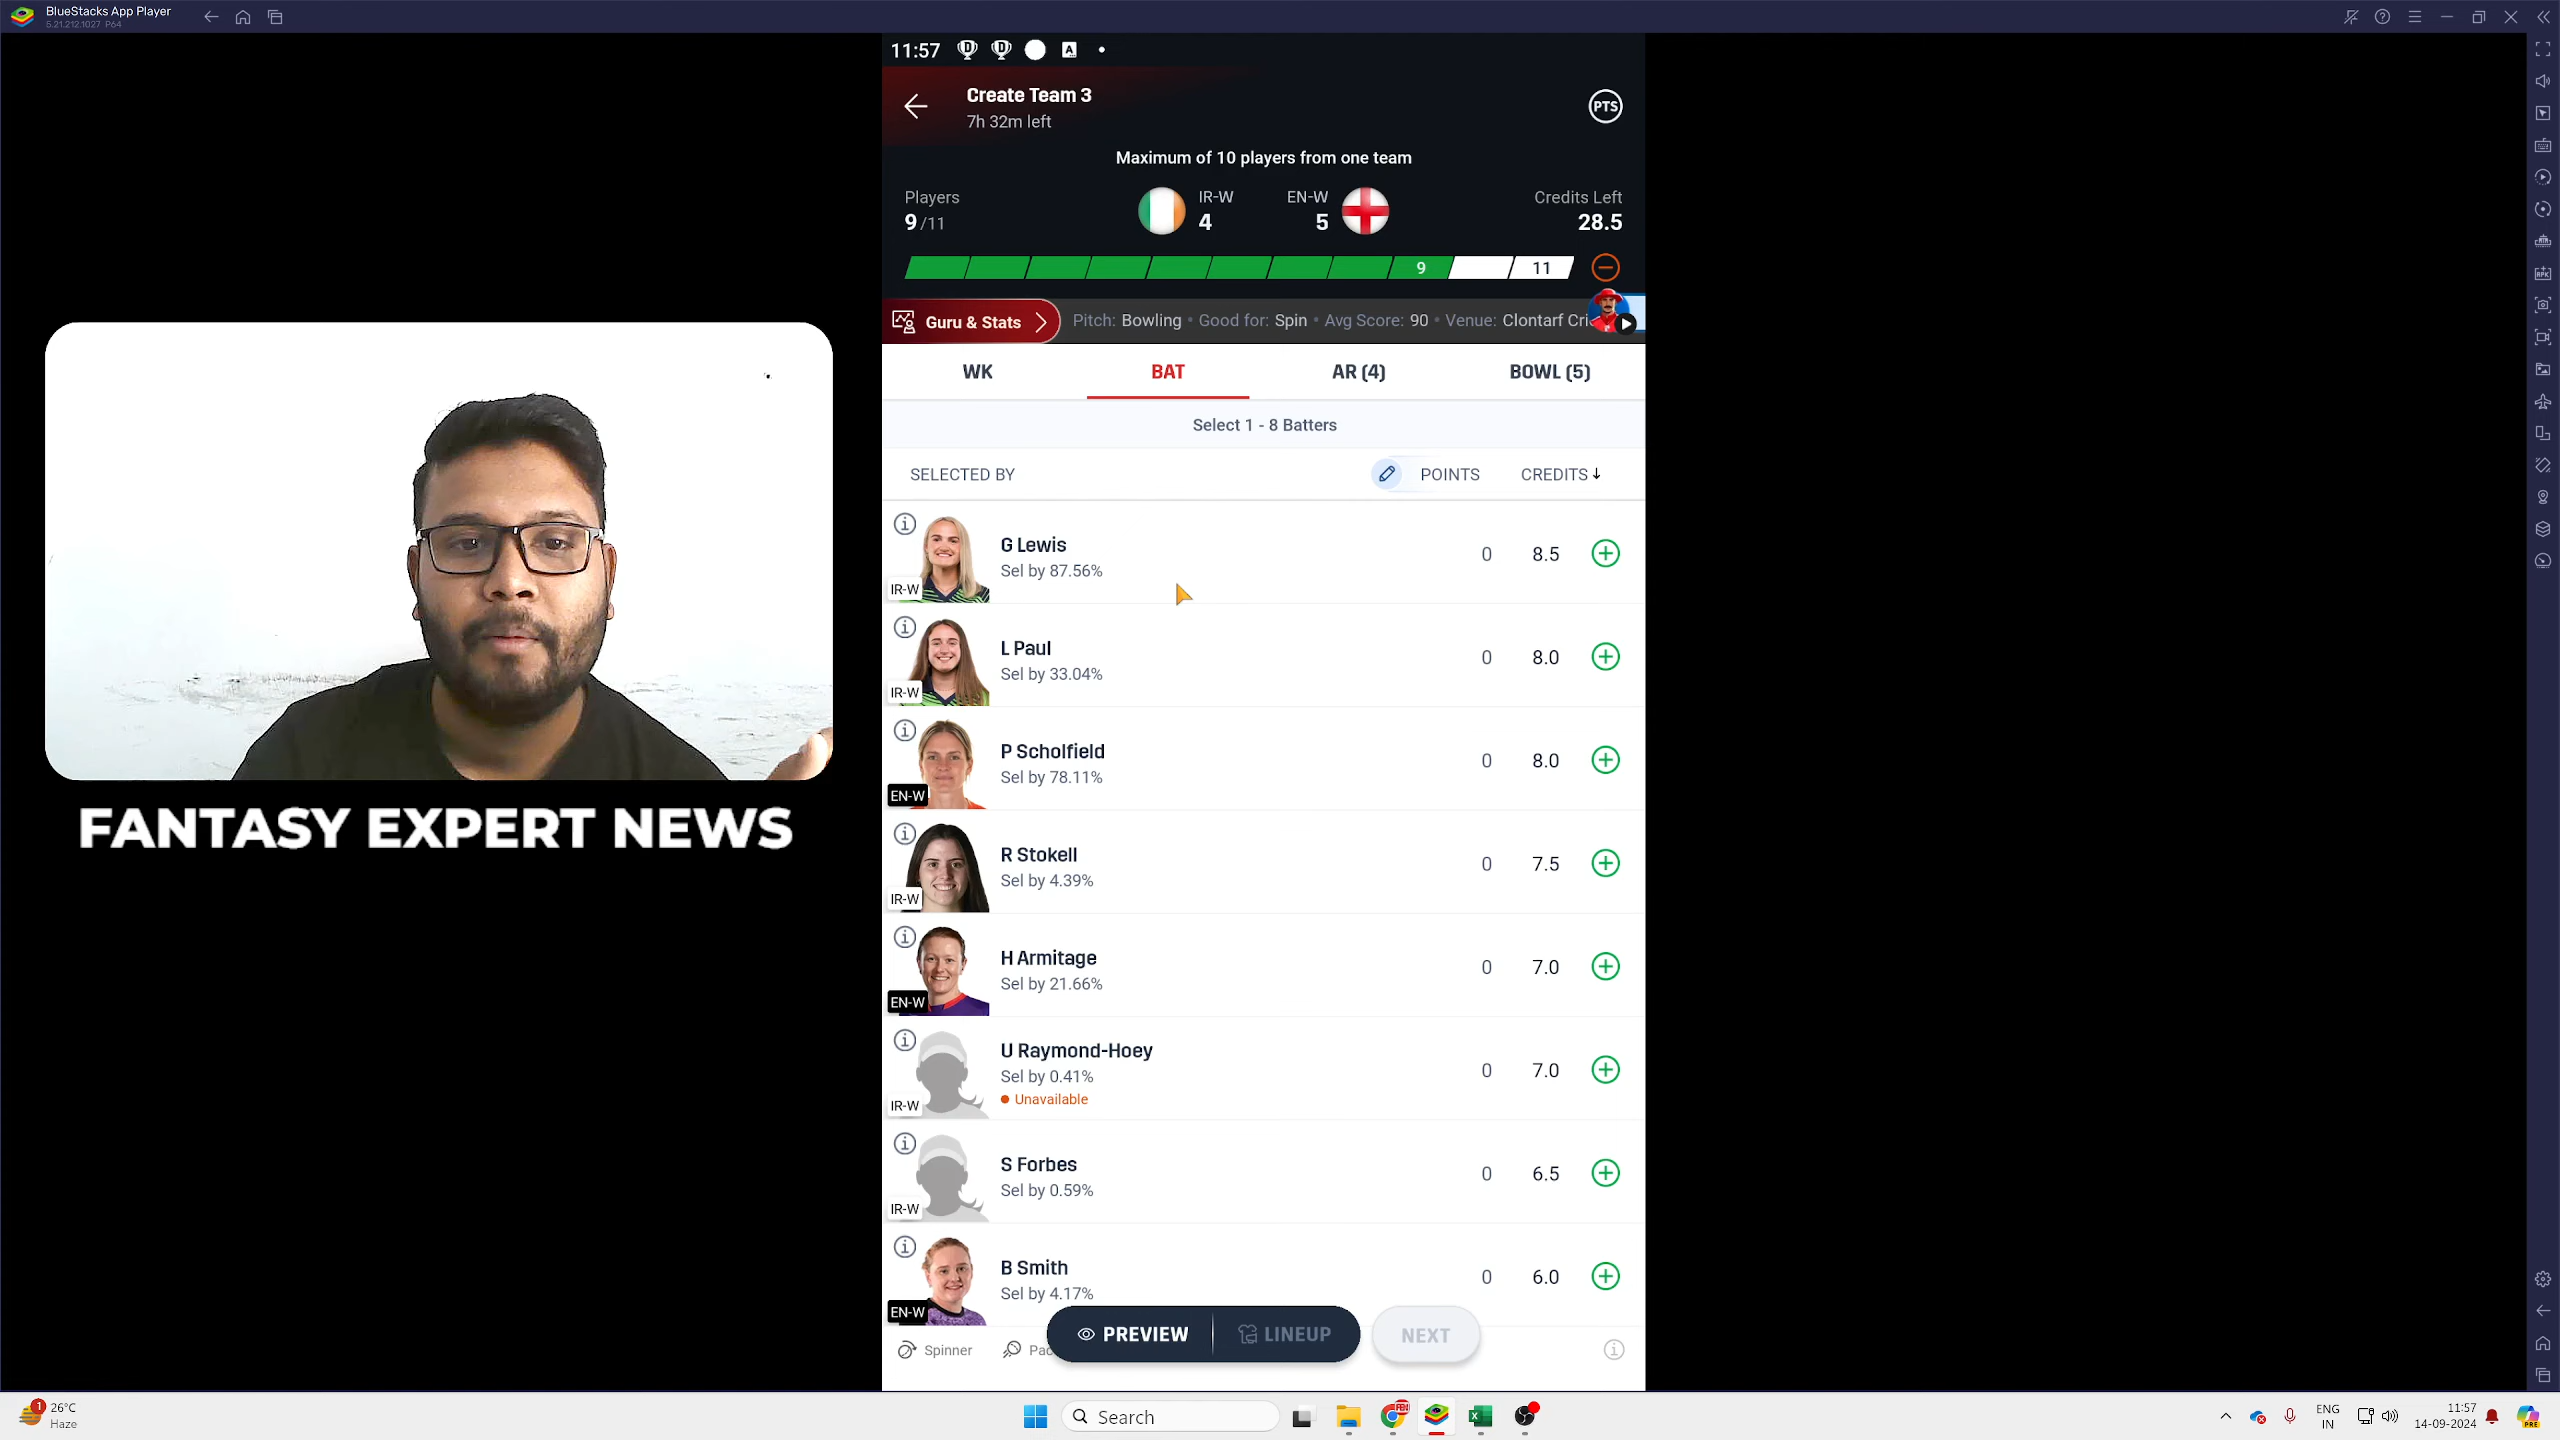 BlueStacks App Player
5.21.212.1027 P64
11:57
Create Team 3
7h 32m left
PTS
Maximum of 10 players from one team
Players
9/11
IR-W
4
EN-W
5
Credits Left
28.5
9
11
Guru & Stats
Pitch: Bowling • Good for: Spin • Avg Score: 90 • Venue: Clontarf Cri
WK
BAT
AR (4)
BOWL (5)
Select 1 - 8 Batters
SELECTED BY
POINTS
CREDITS↓
G Lewis
Sel by 87.56%
IR-W
0
8.5
L Paul
Sel by 33.04%
IR-W
0
8.0
P Scholfield
Sel by 78.11%
EN-W
0
8.0
R Stokell
Sel by 4.39%
IR-W
0
7.5
H Armitage
Sel by 21.66%
EN-W
0
7.0
U Raymond-Hoey
Sel by 0.41%
Unavailable
IR-W
0
7.0
S Forbes
Sel by 0.59%
IR-W
0
6.5
B Smith
Sel by 4.17%
EN-W
0
6.0
PREVIEW
LINEUP
NEXT
Spinner
Pac
FANTASY EXPERT NEWS
1
26°C
Haze
Search
ENG
IN
11:57
14-09-2024